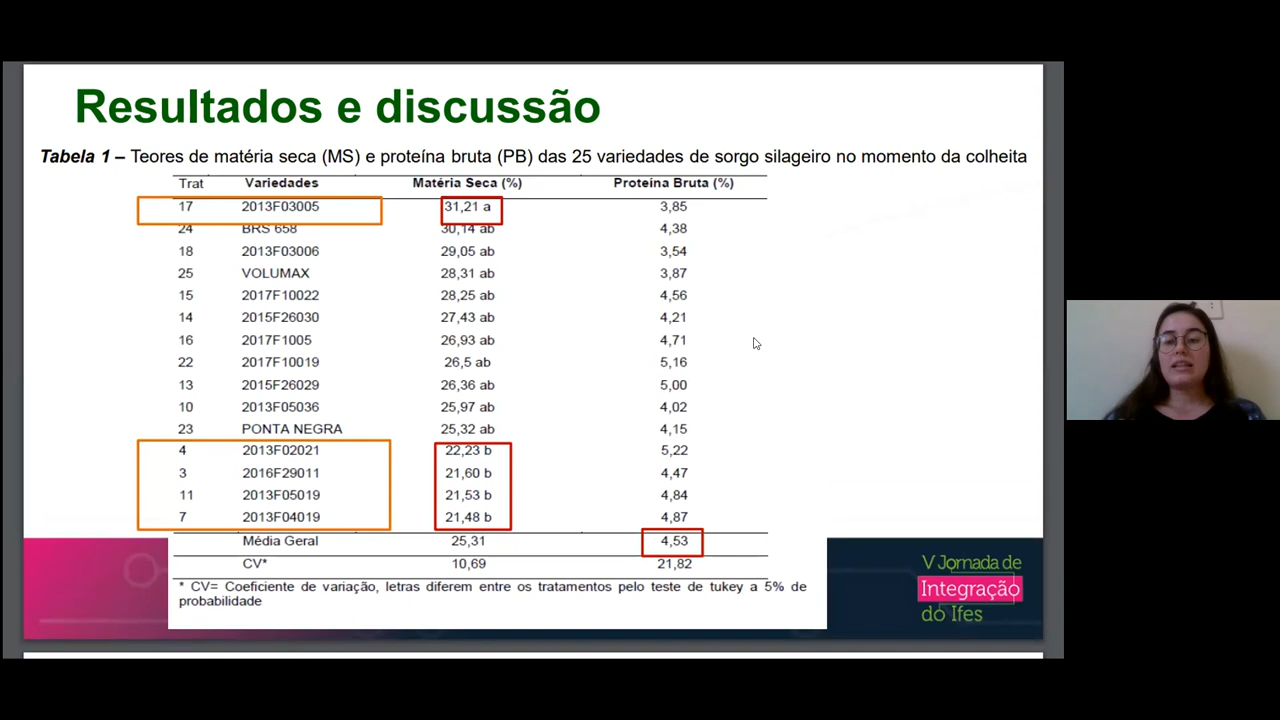 Resultados e discussão
Tabela 1 – Teores de matéria seca (MS) e proteína bruta (PB) das 25 variedades de sorgo silageiro no momento da colheita
Trat Variedades Matéria Seca (%) Proteína Bruta (%)
17 2013F03005 31,21 a 3,85
24 BRS 658 30,14 ab 4,38
18 2013F03006 29,05 ab 3,54
25 VOLUMAX 28,31 ab 3,87
15 2017F10022 28,25 ab 4,56
14 2015F26030 27,43 ab 4,21
16 2017F1005 26,93 ab 4,71
22 2017F10019 26,5 ab 5,16
13 2015F26029 26,36 ab 5,00
10 2013F05036 25,97 ab 4,02
23 PONTA NEGRA 25,32 ab 4,15
4 2013F02021 22,23 b 5,22
3 2016F29011 21,60 b 4,47
11 2013F05019 21,53 b 4,84
7 2013F04019 21,48 b 4,87
Média Geral 25,31 4,53
CV* 10,69 21,82
* CV= Coeficiente de variação, letras diferem entre os tratamentos pelo teste de tukey a 5% de
probabilidade
V Jornada de
Integração
do Ifes